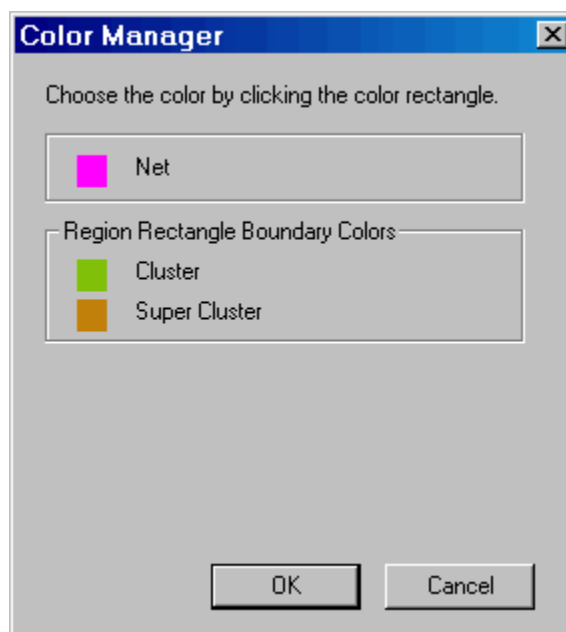 Color Manager
Choose the color by clicking the color rectangle.
Net
Region Rectangle Boundary Colors
Cluster
Super Cluster
OK
Cancel